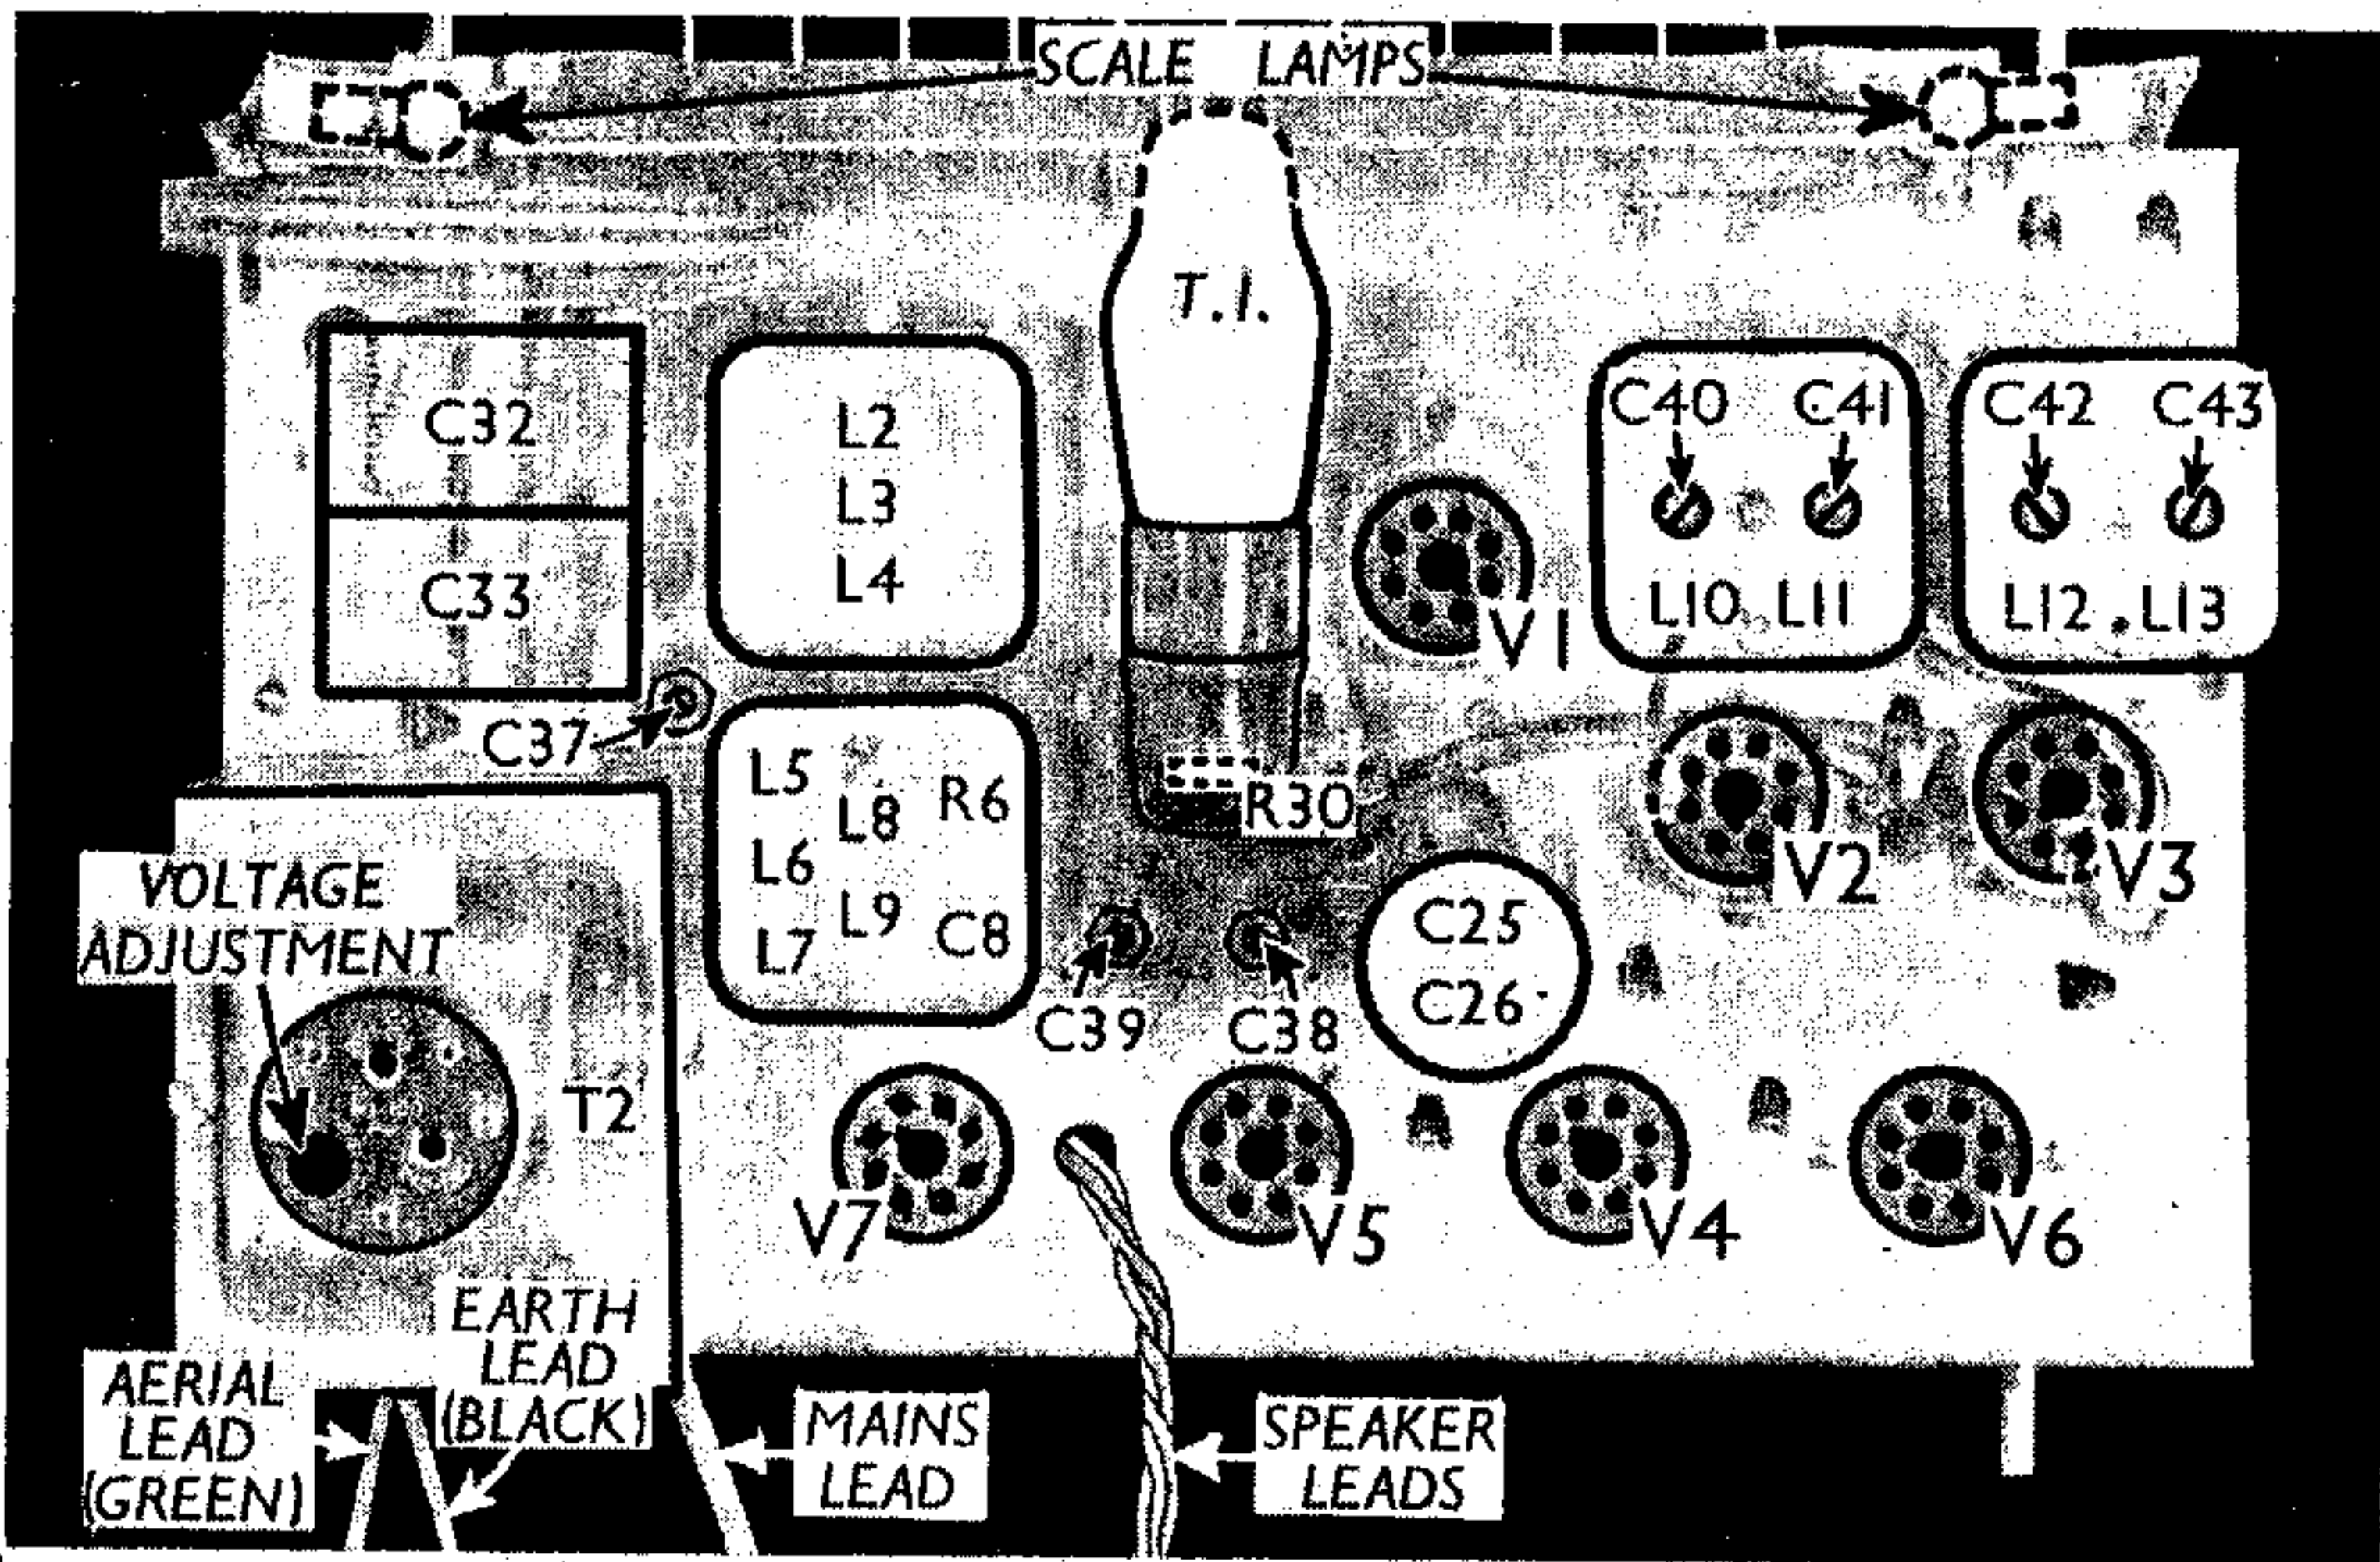 SCALE LAMPS
T.I.
C32
C33
L2
L3
L4
C40 C41
L10 L11
C42 C43
L12 L13
V1
C37
L5
L6
L7
L8
L9
R6
C8
R30
V2
V3
C25
C26
C39
C38
VOLTAGE
ADJUSTMENT
T2
V7
V5
V4
V6
AERIAL
LEAD
(GREEN)
EARTH
LEAD
(BLACK)
MAINS
LEAD
SPEAKER
LEADS